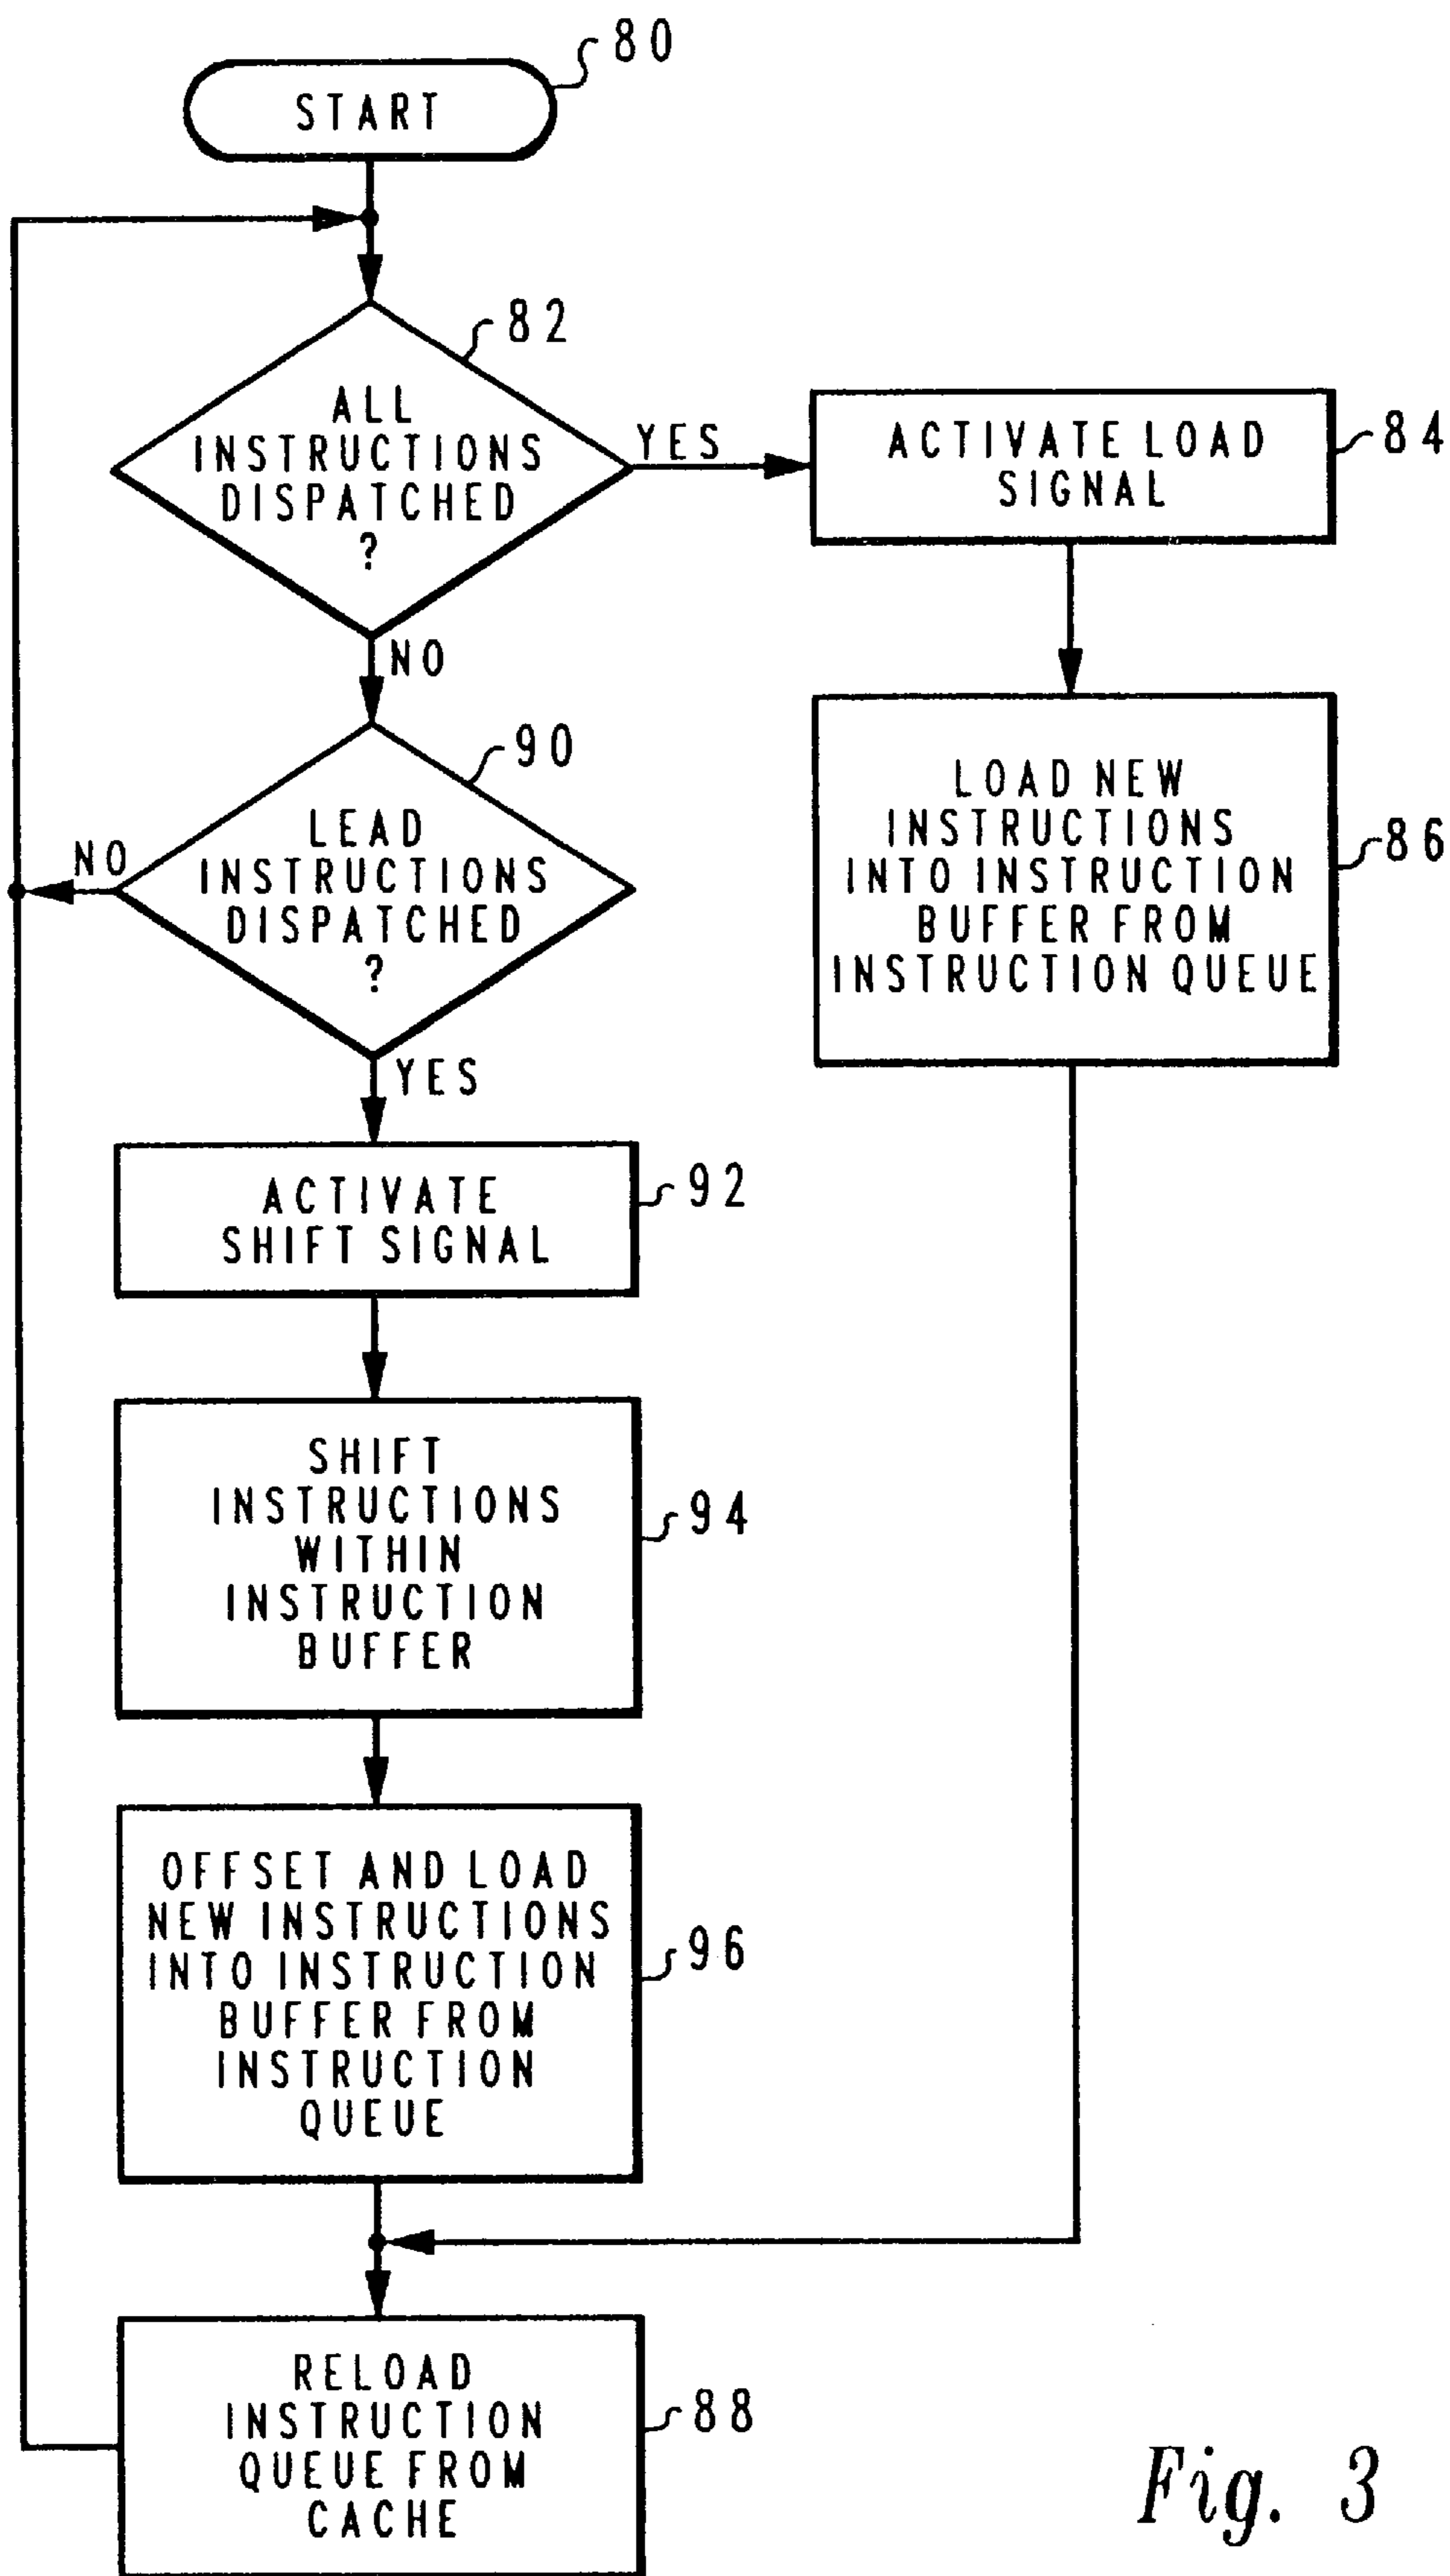 START
80
ALL
INSTRUCTIONS
DISPATCHED
?
82
YES
ACTIVATE LOAD
SIGNAL
84
NO
LOAD NEW
INSTRUCTIONS
INTO INSTRUCTION
BUFFER FROM
INSTRUCTION QUEUE
86
LEAD
INSTRUCTIONS
DISPATCHED
?
90
NO
YES
ACTIVATE
SHIFT SIGNAL
92
SHIFT
INSTRUCTIONS
WITHIN
INSTRUCTION
BUFFER
94
OFFSET AND LOAD
NEW INSTRUCTIONS
INTO INSTRUCTION
BUFFER FROM
INSTRUCTION
QUEUE
96
RELOAD
INSTRUCTION
QUEUE FROM
CACHE
88
Fig. 3